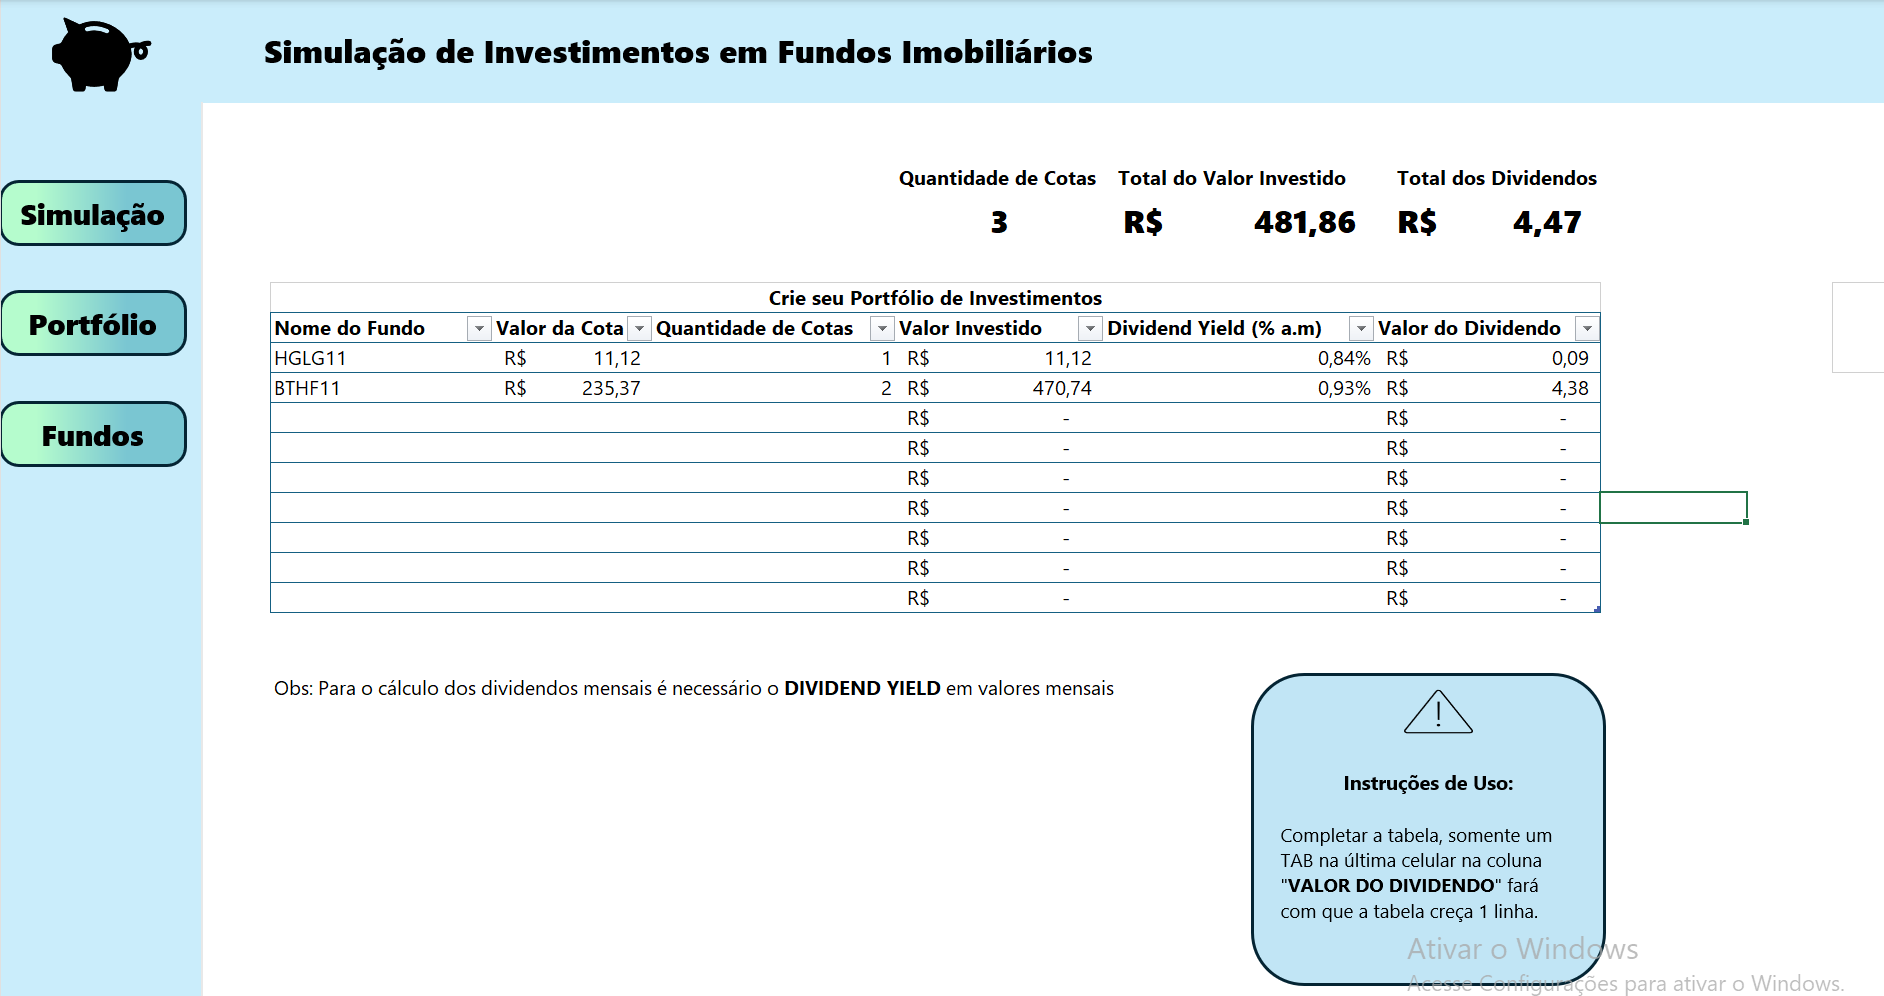 Simulação de Investimentos em Fundos Imobiliários
Simulação
Portfólio
Fundos
Quantidade de Cotas Total do Valor Investido Total dos Dividendos
3 R$ 481,86 R$ 4,47
Crie seu Portfólio de Investimentos
Nome do Fundo Valor da Cota Quantidade de Cotas Valor Investido Dividend Yield (% a.m) Valor do Dividendo
HGLG11 R$ 11,12 1 R$ 11,12 0,84% R$ 0,09
BTHF11 R$ 235,37 2 R$ 470,74 0,93% R$ 4,38
R$ - R$ -
R$ - R$ -
R$ - R$ -
R$ - R$ -
R$ - R$ -
R$ - R$ -
R$ - R$ -
Obs: Para o cálculo dos dividendos mensais é necessário o DIVIDEND YIELD em valores mensais
!
Instruções de Uso:
Completar a tabela, somente um
TAB na última celular na coluna
"VALOR DO DIVIDENDO" fará
com que a tabela creça 1 linha.
Ativar o Windows
Acesse Configurações para ativar o Windows.